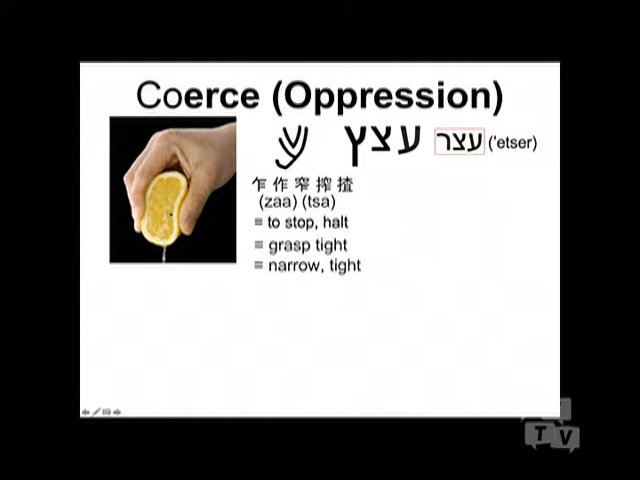 Coerce (Oppression)
עצץ עצר ('etser)
乍 作 窄 搾 揸
(zaa) (tsa)
≡ to stop, halt
≡ grasp tight
≡ narrow, tight
TV